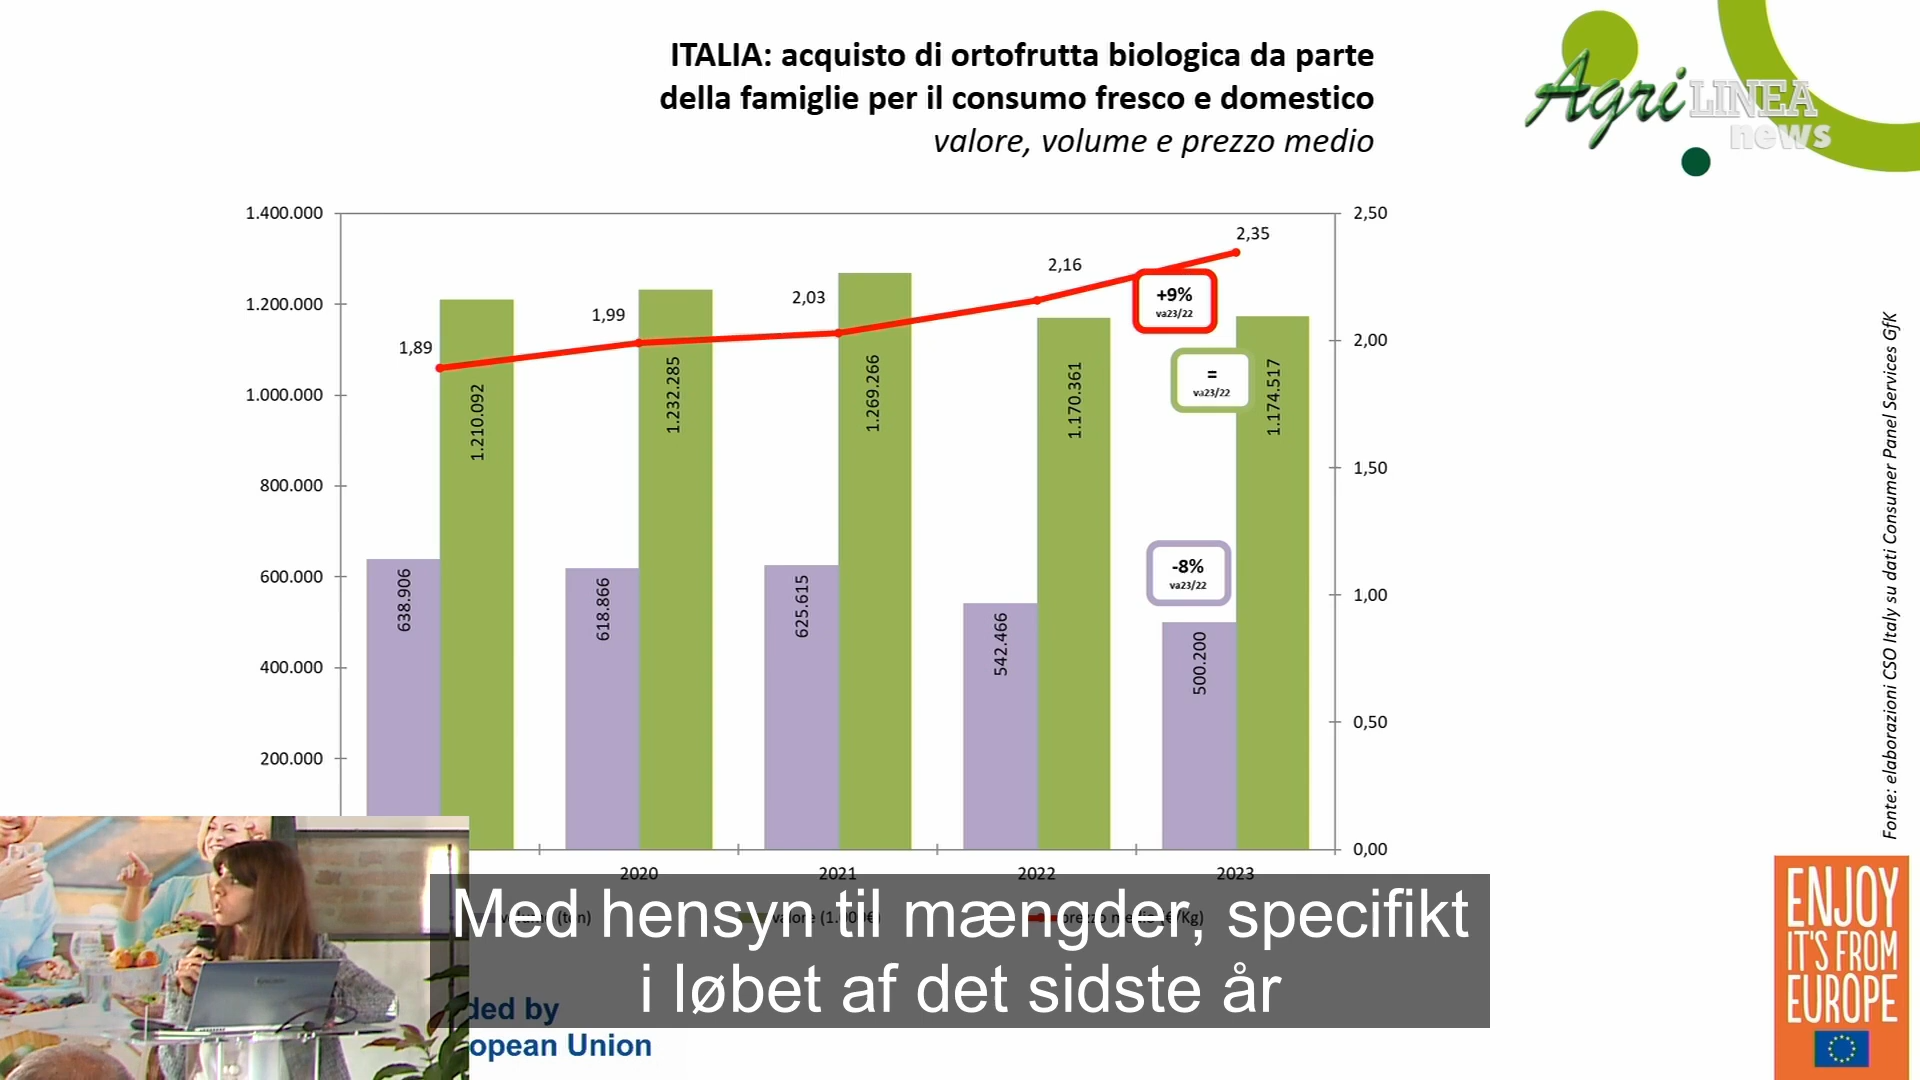 ITALIA: acquisto di ortofrutta biologica da parte
della famiglie per il consumo fresco e domestico
valore, volume e prezzo medio
Agri LINEA
news
1.400.000
1.200.000
1.000.000
800.000
600.000
400.000
200.000
2,50
2,00
1,50
1,00
0,50
0,00
1,89
1,99
2,03
2,16
2,35
+9%
va23/22
=
va23/22
-8%
va23/22
638.906
1.210.092
618.866
1.232.285
625.615
1.269.266
542.466
1.170.361
500.200
1.174.517
2020
2021
2022
2023
valore (1.000€)
prezzo medio (€/Kg)
Fonte: elaborazioni CSO Italy su dati Consumer Panel Services GfK
Med hensyn til mængder, specifikt
i løbet af det sidste år
ded by
opean Union
ENJOY
IT'S FROM
EUROPE